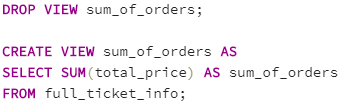 DROP VIEW sum_of_orders;
CREATE VIEW sum_of_orders AS
SELECT SUM(total_price) AS sum_of_orders
FROM full_ticket_info;